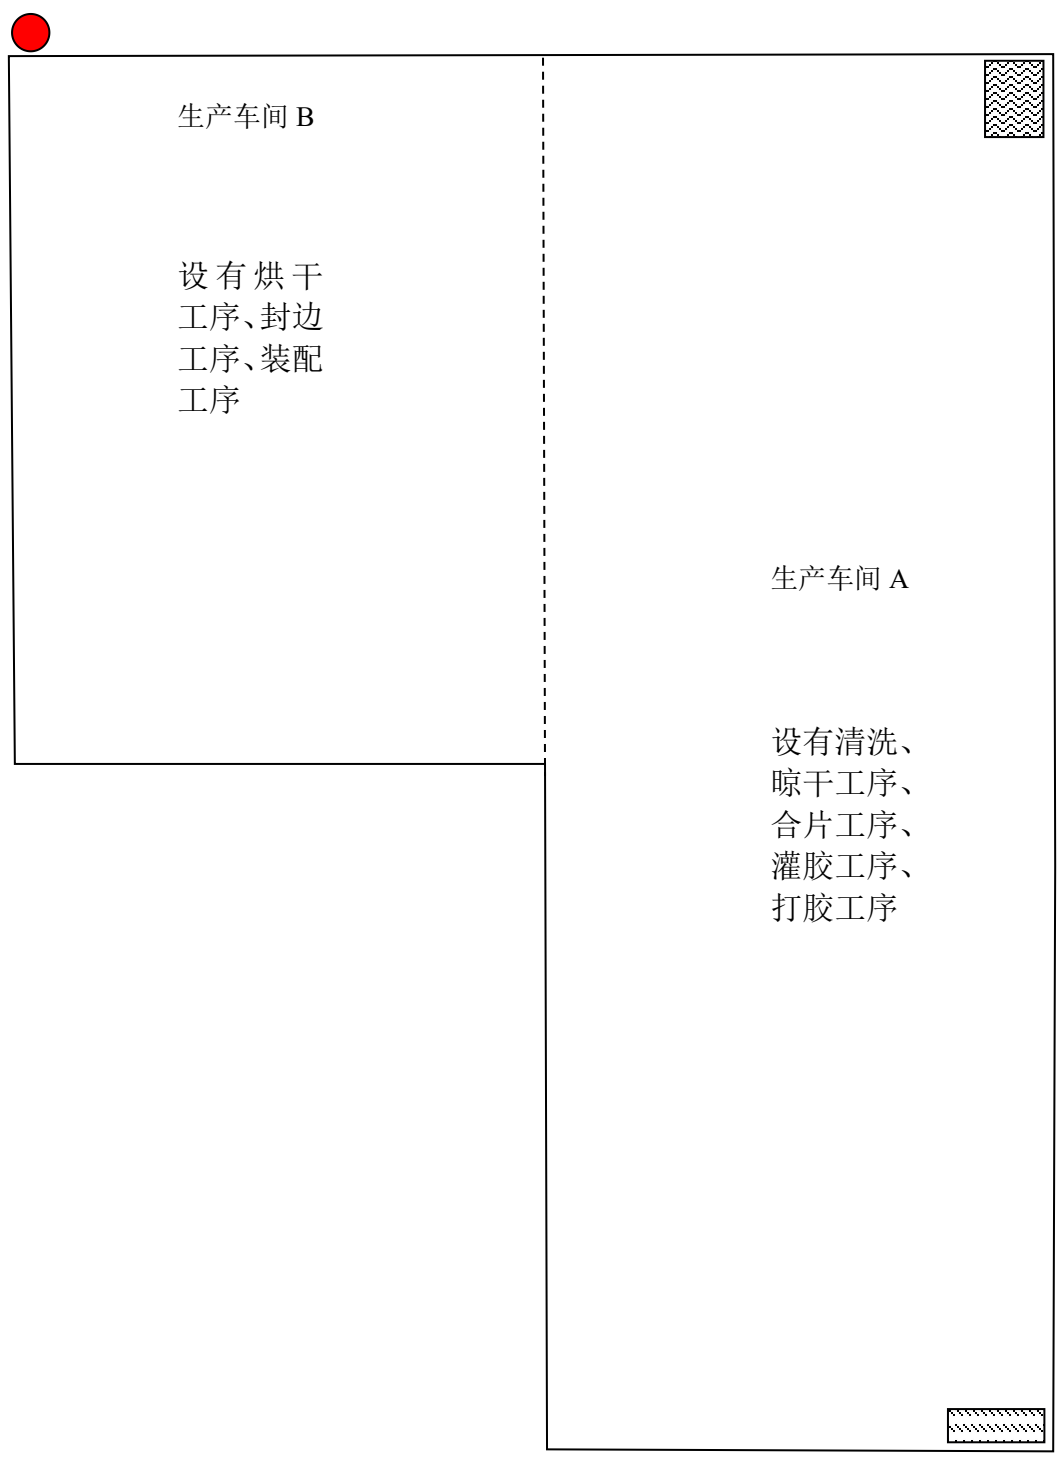 生产车间 B
设有烘干
工序、封边
工序、装配
工序
生产车间 A
设有清洗、
晾干工序、
合片工序、
灌胶工序、
打胶工序